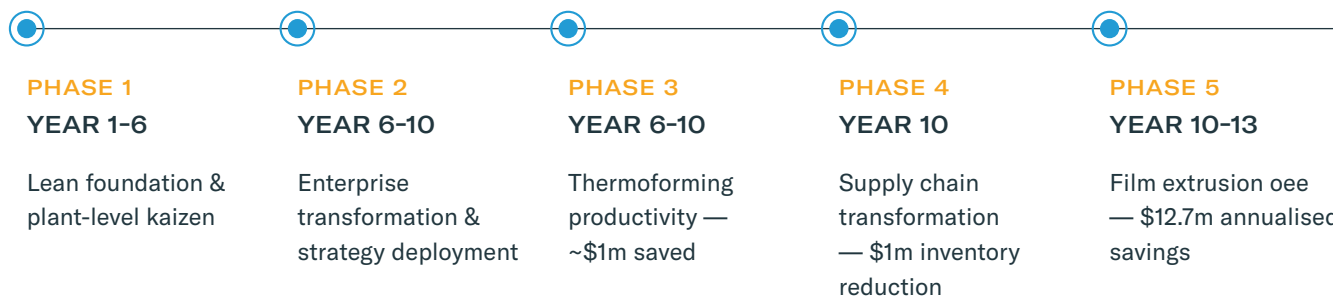 PHASE 1
YEAR 1-6
Lean foundation &
plant-level kaizen
PHASE 2
YEAR 6-10
Enterprise
transformation &
strategy deployment
PHASE 3
YEAR 6-10
Thermoforming
productivity —
~$1m saved
PHASE 4
YEAR 10
Supply chain
transformation
— $1m inventory
reduction
PHASE 5
YEAR 10-13
Film extrusion oee
— $12.7m annualised
savings